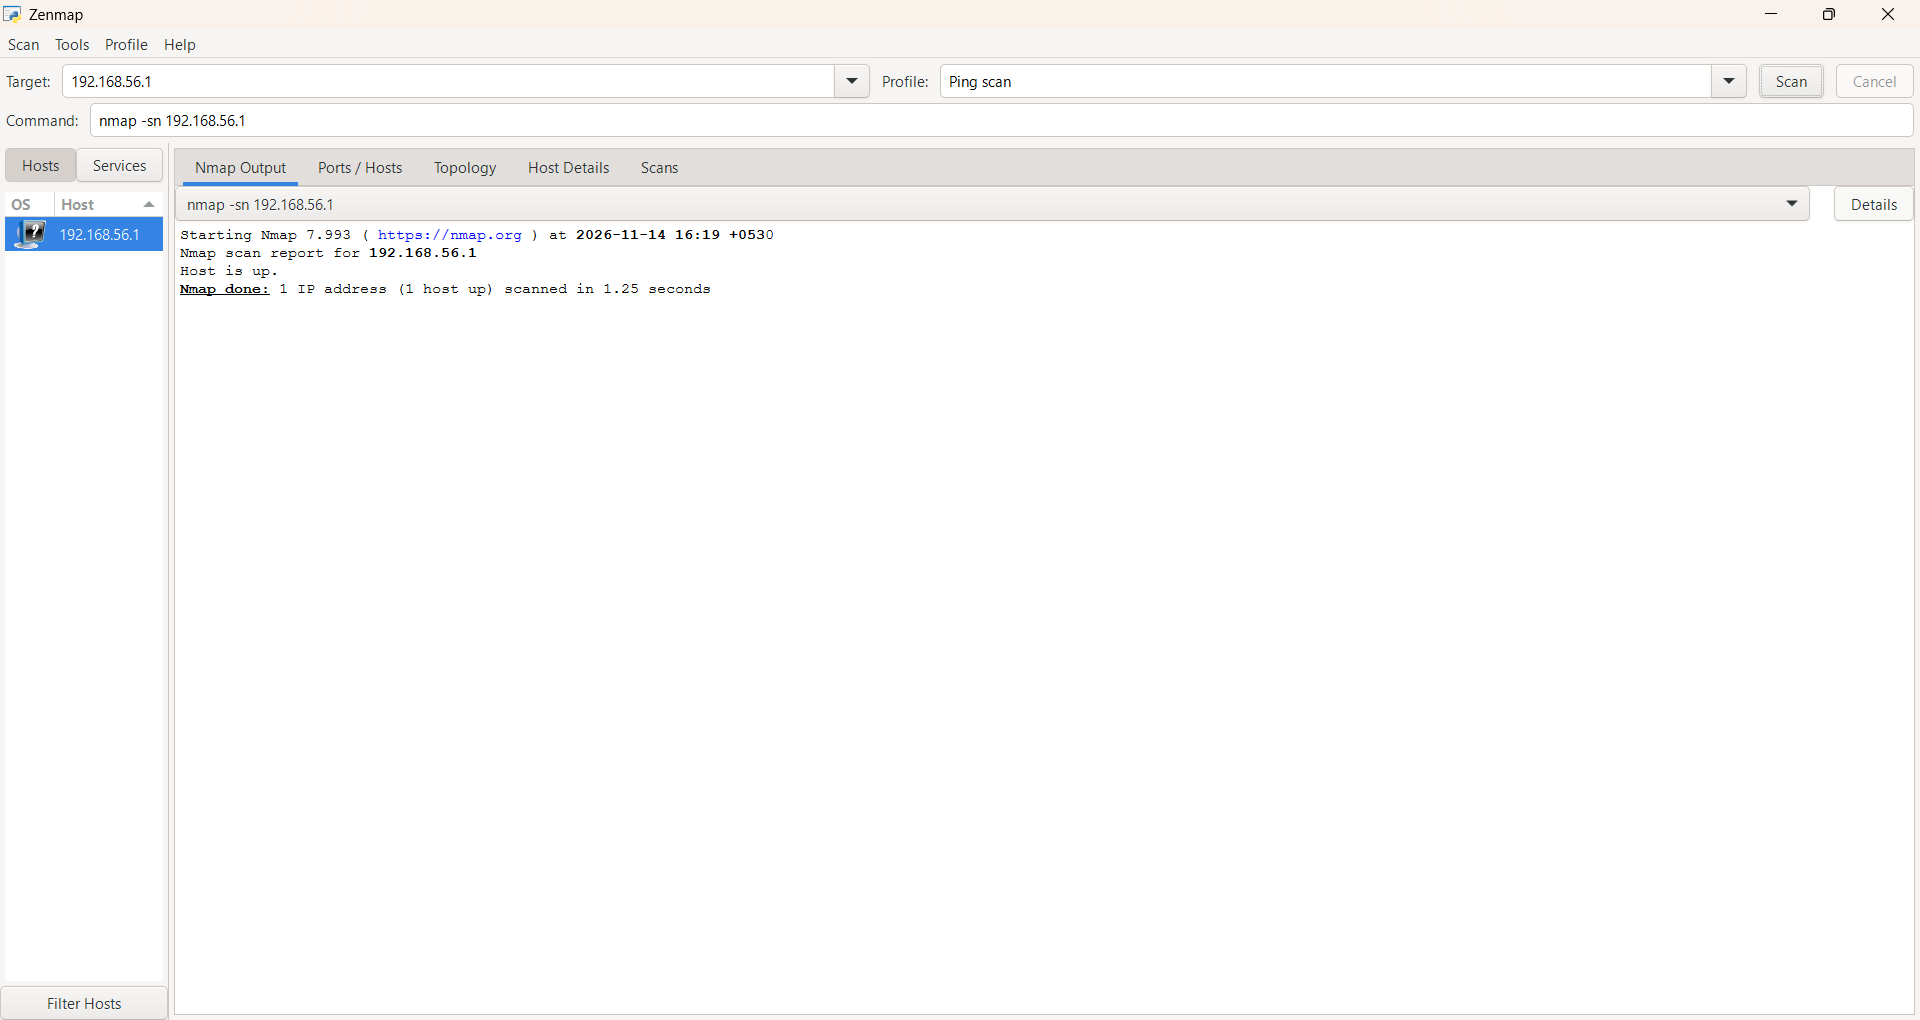 Zenmap
Scan Tools Profile Help
Target: 192.168.56.1 Profile: Ping scan Scan Cancel
Command: nmap -sn 192.168.56.1
Hosts Services Nmap Output Ports / Hosts Topology Host Details Scans
OS Host nmap -sn 192.168.56.1 Details
? 192.168.56.1
Starting Nmap 7.993 ( https://nmap.org ) at 2026-11-14 16:19 +0530
Nmap scan report for 192.168.56.1
Host is up.
Nmap done: 1 IP address (1 host up) scanned in 1.25 seconds
Filter Hosts